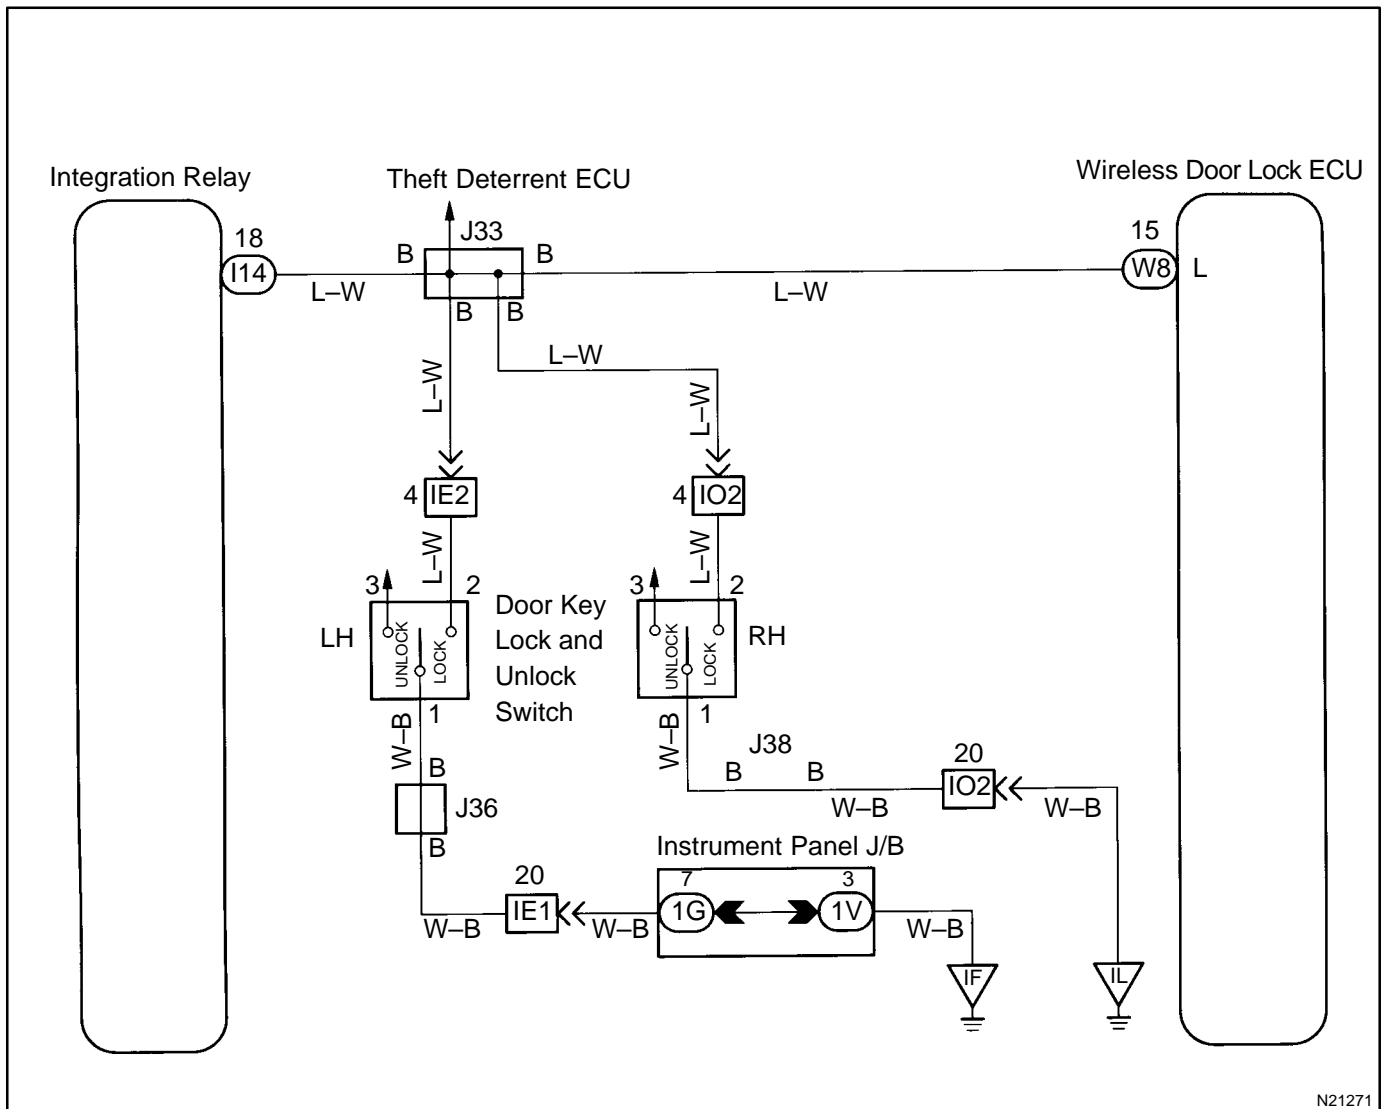 Integration Relay
Theft Deterrent ECU
Wireless Door Lock ECU
18
J33
15
B
B
I14
W8
L
L–W
L–W
B
B
L–W
L–W
L–W
4
IE2
4
IO2
L–W
L–W
3
2
3
2
Door Key
Lock and
Unlock
Switch
LH
UNLOCK
LOCK
UNLOCK
LOCK
RH
1
1
W–B
W–B
J38
B
B
B
20
IO2
W–B
W–B
J36
B
Instrument Panel J/B
20
7
3
IE1
1G
1V
W–B
W–B
W–B
IF
IL
N21271